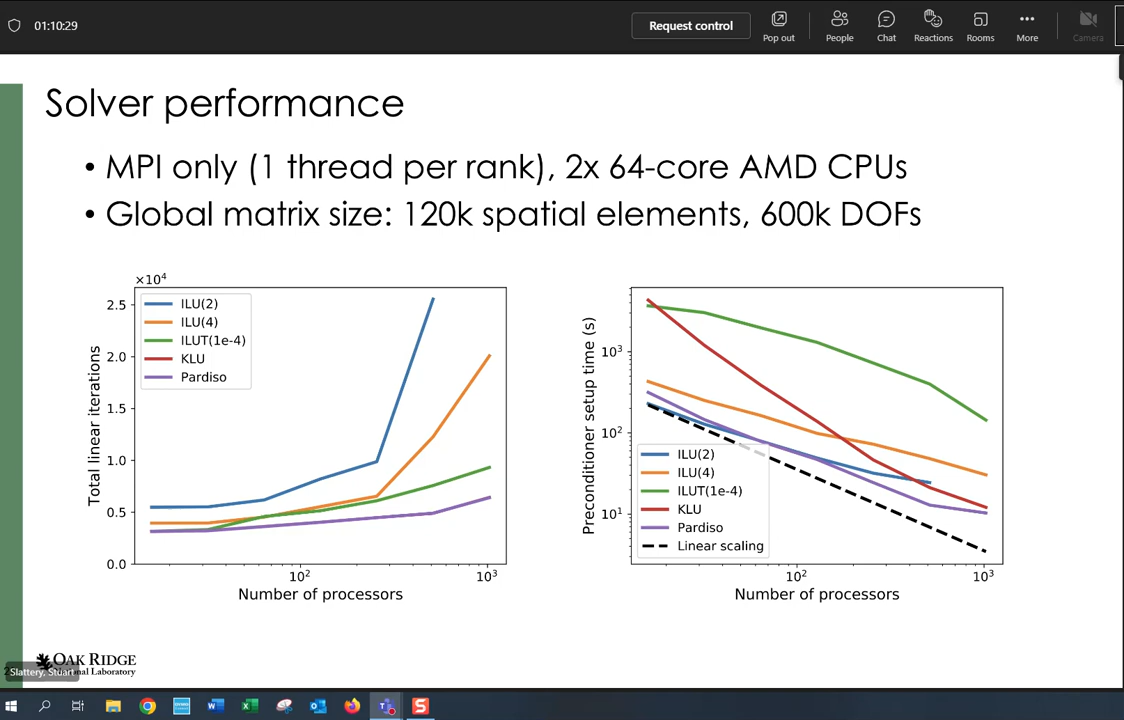 01:10:29
Request control
Pop out
People
Chat
Reactions
Rooms
More
Camera
Solver performance
• MPI only (1 thread per rank), 2x 64-core AMD CPUs
• Global matrix size: 120k spatial elements, 600k DOFs
×10⁴
2.5
2.0
1.5
1.0
0.5
0.0
Total linear iterations
ILU(2)
ILU(4)
ILUT(1e-4)
KLU
Pardiso
10²
10³
Number of processors
10³
10²
10¹
Preconditioner setup time (s)
ILU(2)
ILU(4)
ILUT(1e-4)
KLU
Pardiso
Linear scaling
10²
10³
Number of processors
OAK RIDGE
Laboratory
Slattery,